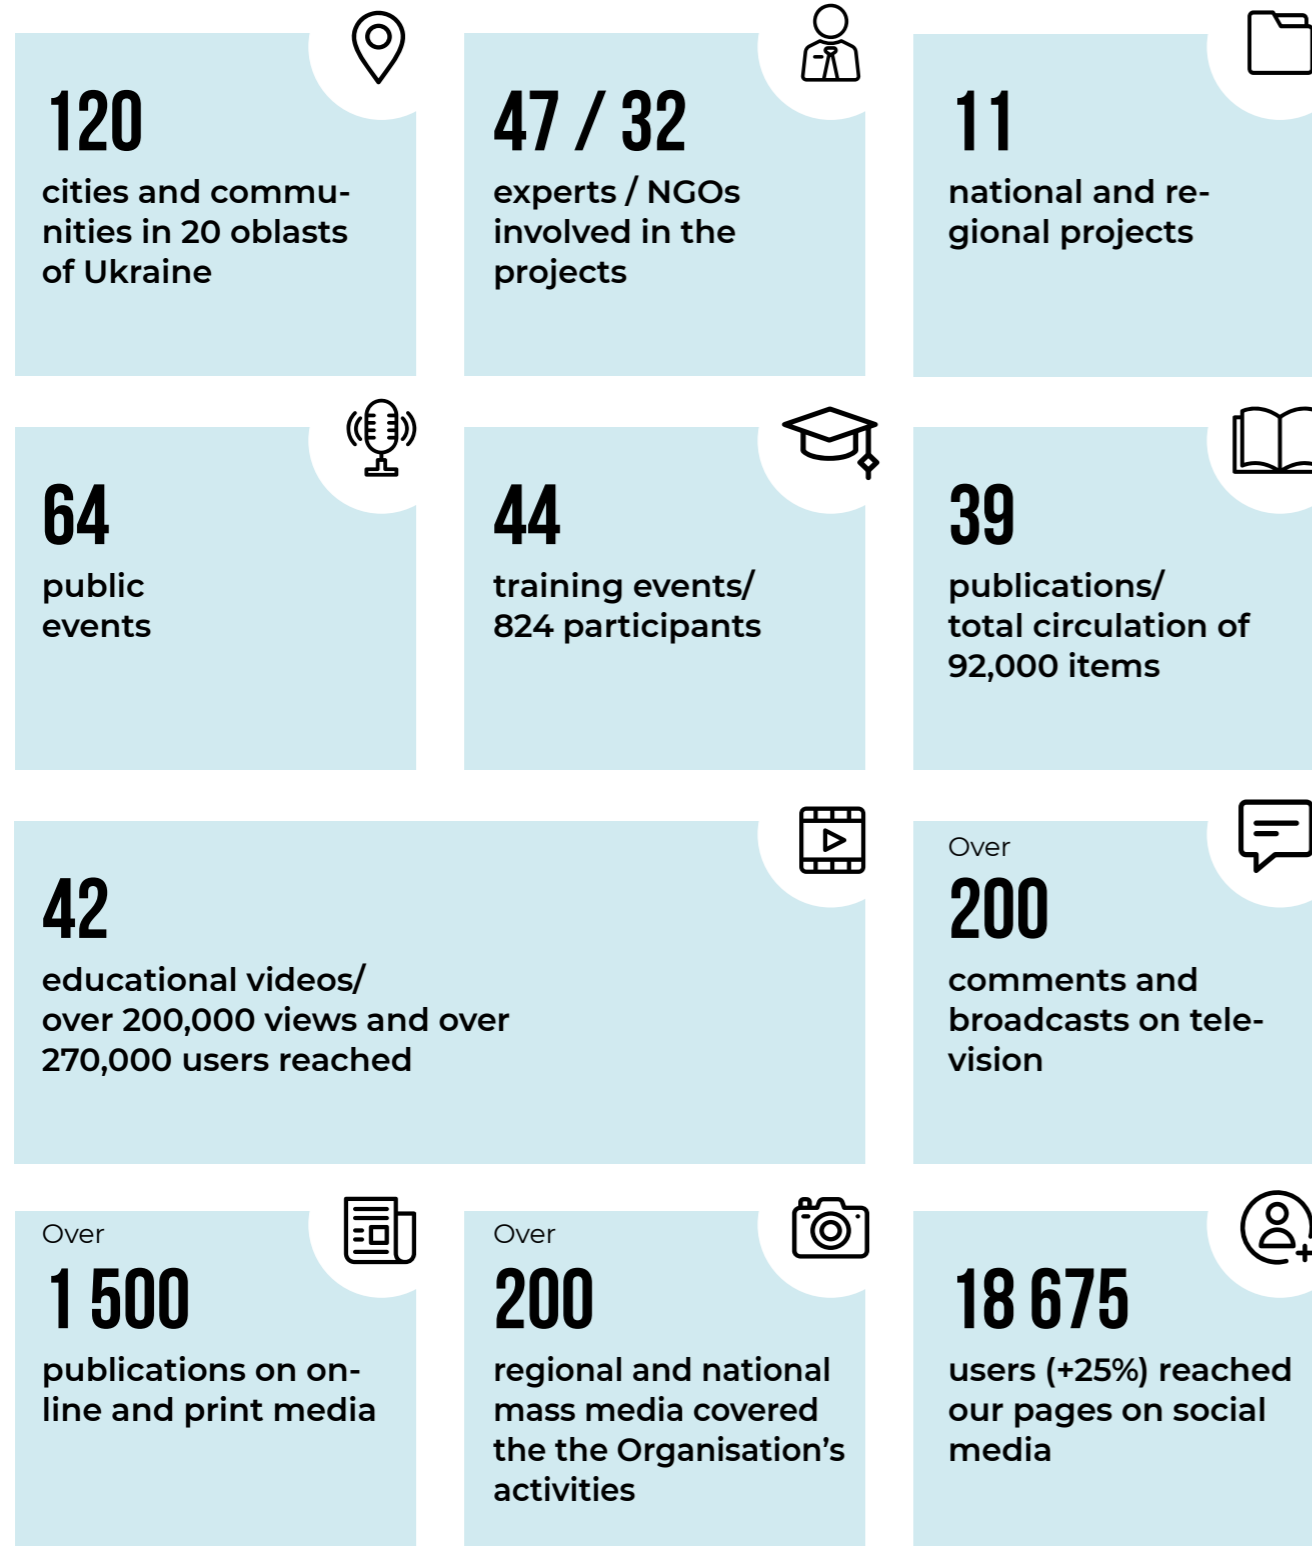 120
cities and commu-
nities in 20 oblasts
of Ukraine
47 / 32
experts / NGOs
involved in the
projects
11
national and re-
gional projects
64
public
events
44
training events/
824 participants
39
publications/
total circulation of
92,000 items
42
educational videos/
over 200,000 views and over
270,000 users reached
Over
200
comments and
broadcasts on tele-
vision
Over
1 500
publications on on-
line and print media
Over
200
regional and national
mass media covered
the the Organisation’s
activities
18 675
users (+25%) reached
our pages on social
media